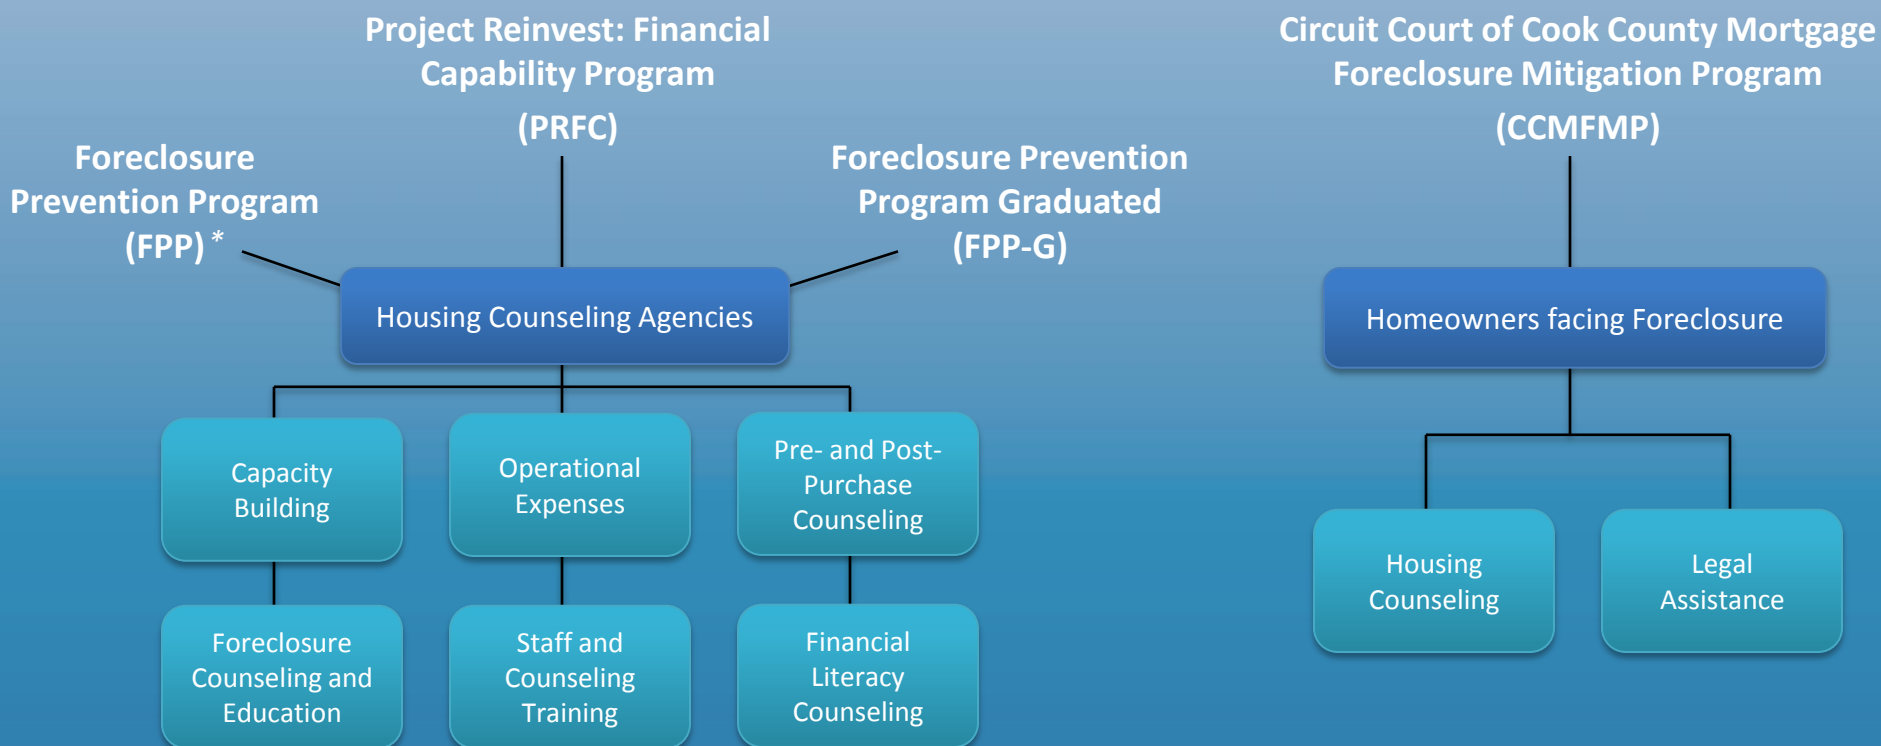 Project Reinvest: Financial
Capability Program
(PRFC)
Circuit Court of Cook County Mortgage
Foreclosure Mitigation Program
(CCMFMP)
Foreclosure
Prevention Program
(FPP) *
Foreclosure Prevention
Program Graduated
(FPP-G)
Housing Counseling Agencies
Homeowners facing Foreclosure
Capacity
Building
Operational
Expenses
Pre- and Post-
Purchase
Counseling
Housing
Counseling
Legal
Assistance
Foreclosure
Counseling and
Education
Staff and
Counseling
Training
Financial
Literacy
Counseling